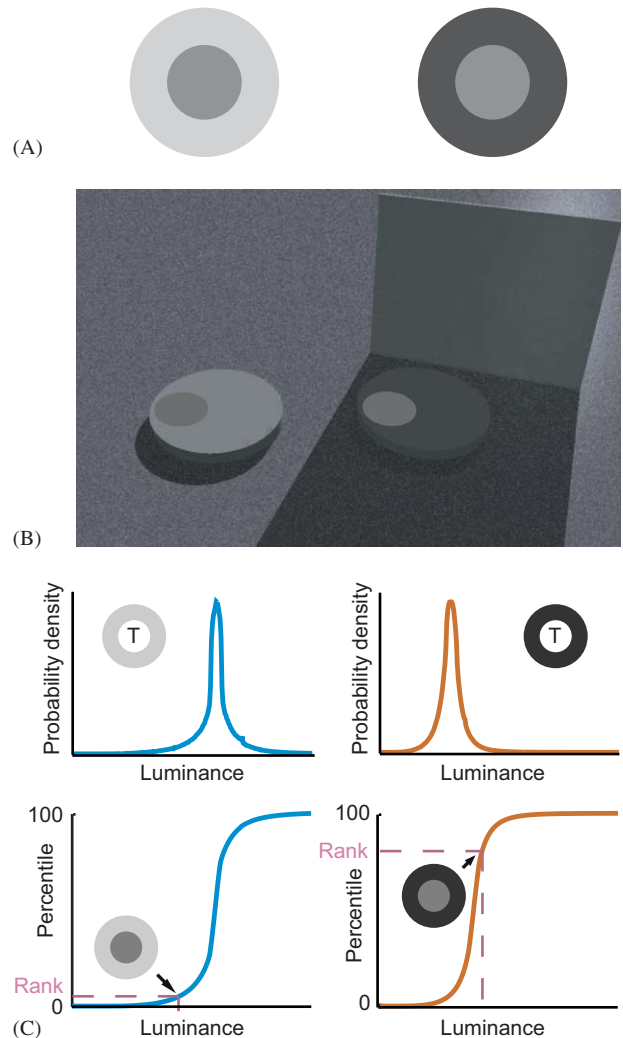 (A)
(B)
Probability density
T
Luminance
Probability density
T
Luminance
100
Percentile
Rank
0
Luminance
100
Rank
Percentile
0
Luminance
(C)